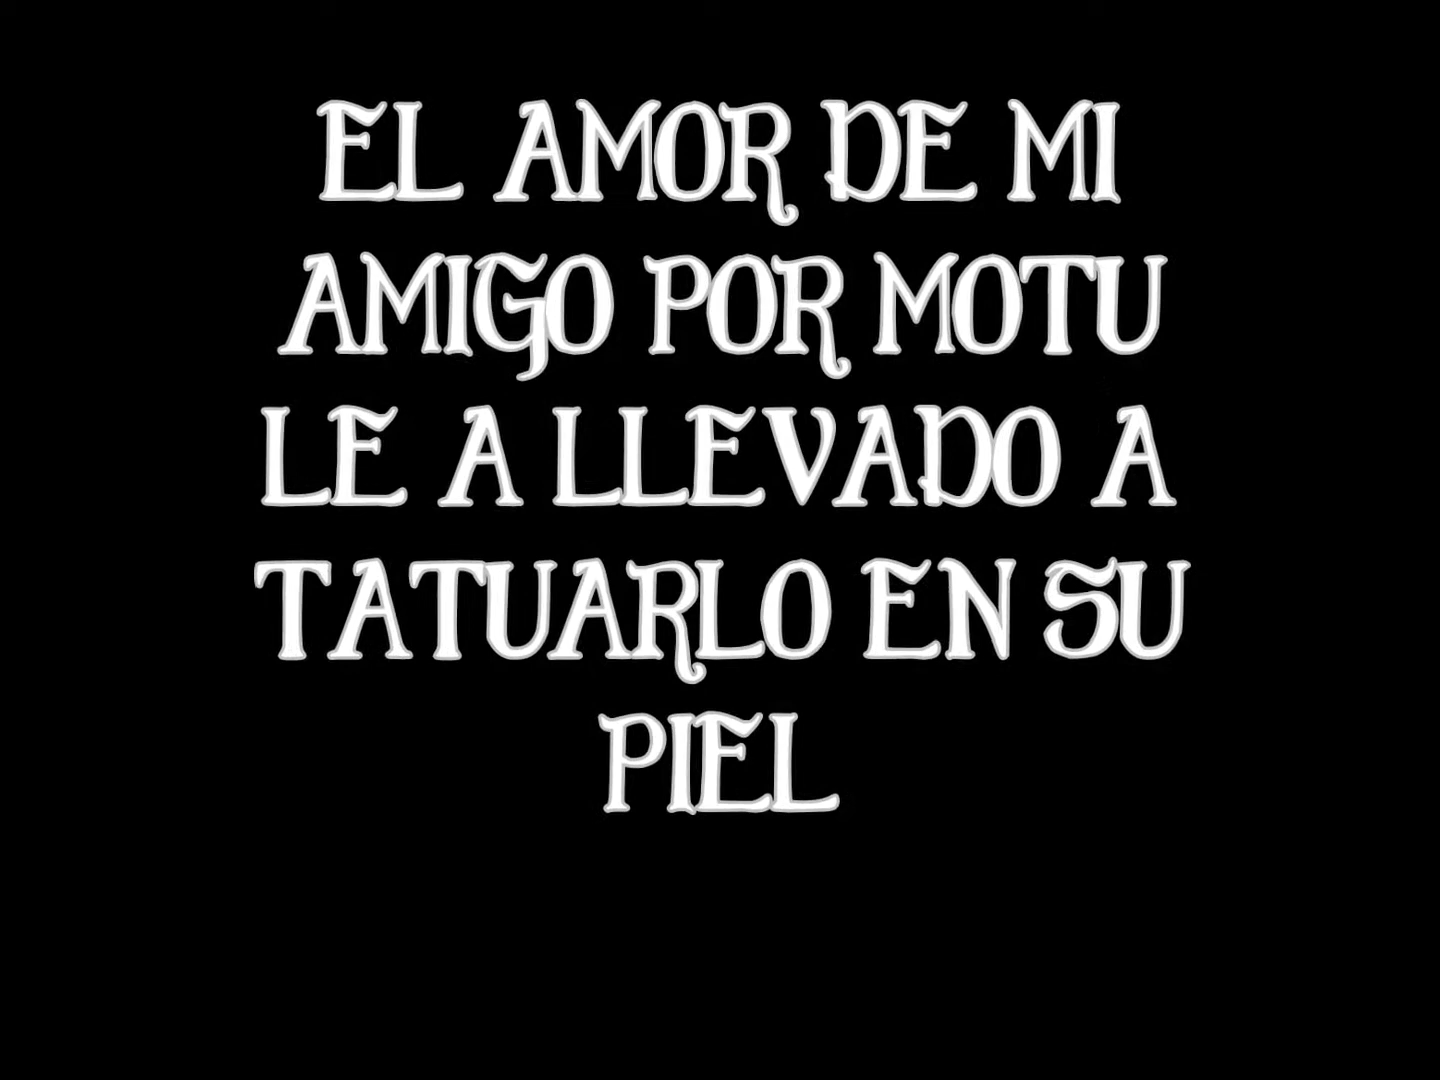 EL AMOR DE MI
AMIGO POR MOTU
LE A LLEVADO A
TATUARLO EN SU
PIEL